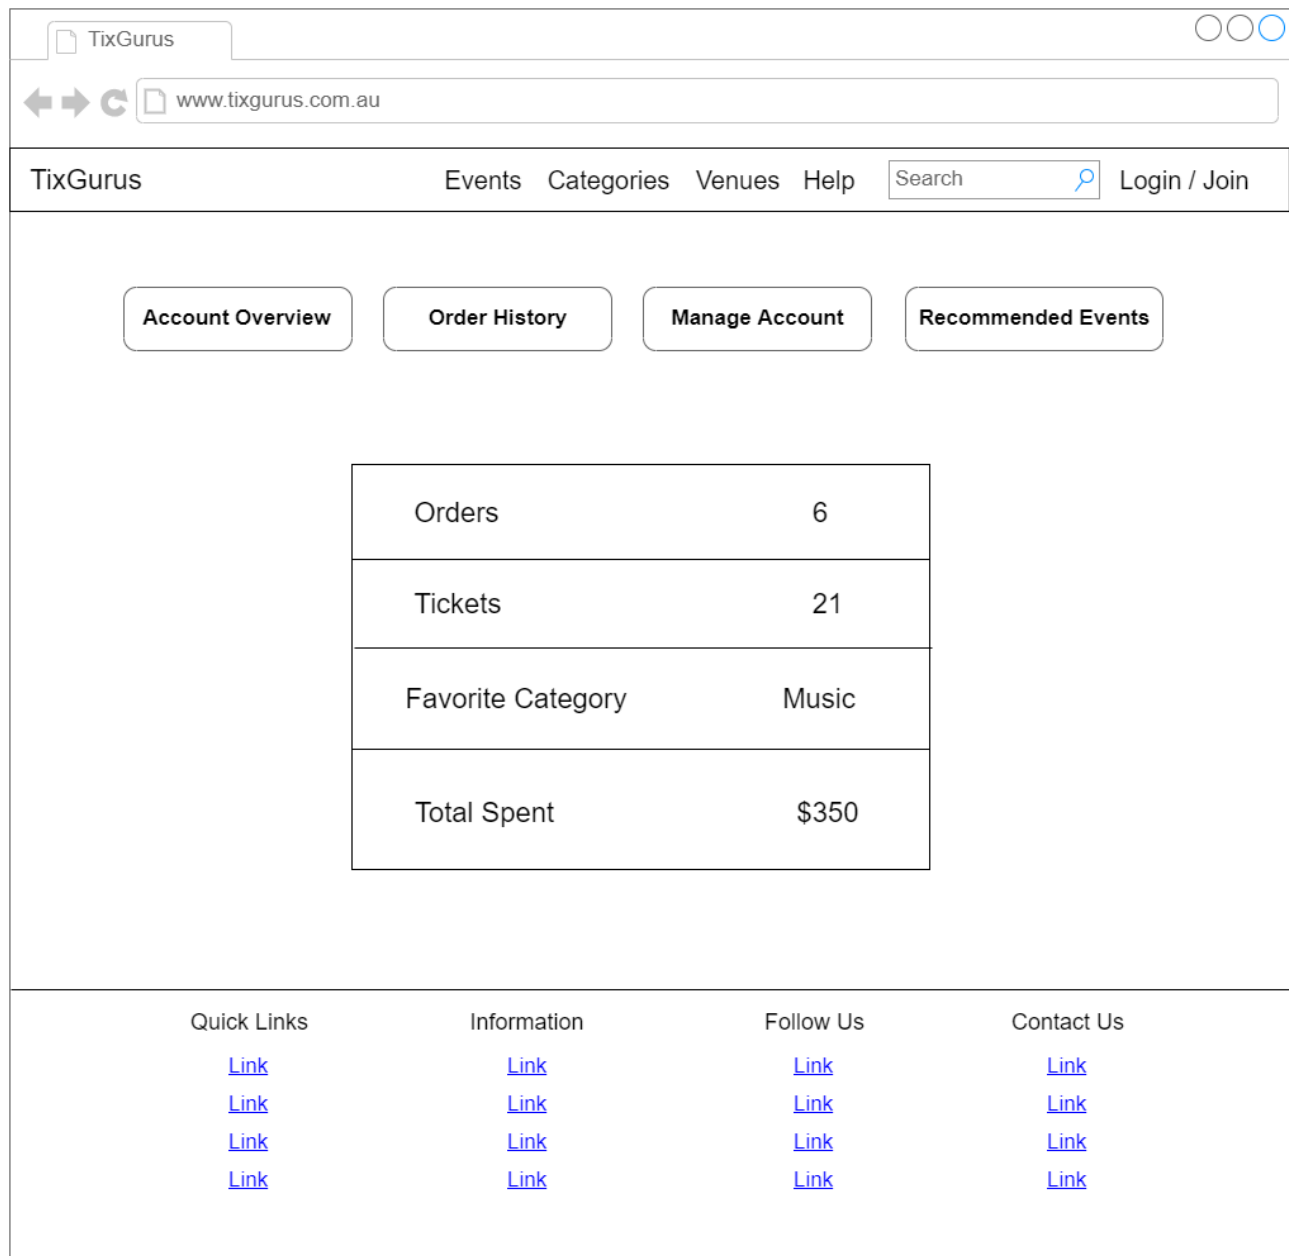 TixGurus
www.tixgurus.com.au
TixGurus Events Categories Venues Help Search Login / Join
Account Overview Order History Manage Account Recommended Events
Orders 6
Tickets 21
Favorite Category Music
Total Spent $350
Quick Links Information Follow Us Contact Us
Link Link Link Link
Link Link Link Link
Link Link Link Link
Link Link Link Link